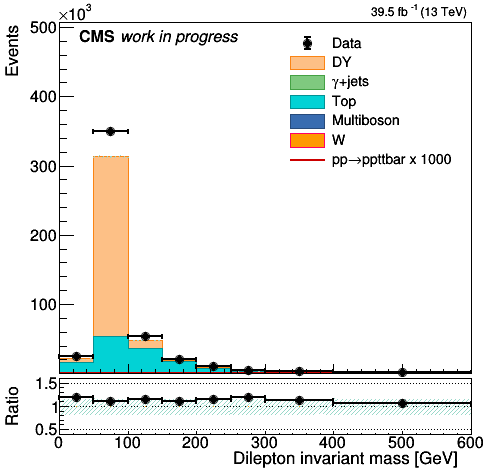 ×10³
39.5 fb⁻¹ (13 TeV)
Events
CMS work in progress
Data
DY
γ+jets
Top
Multiboson
W
pp→ppttbar x 1000
500
400
300
200
100
Ratio
1.5
1
0.5
0 100 200 300 400 500 600
Dilepton invariant mass [GeV]